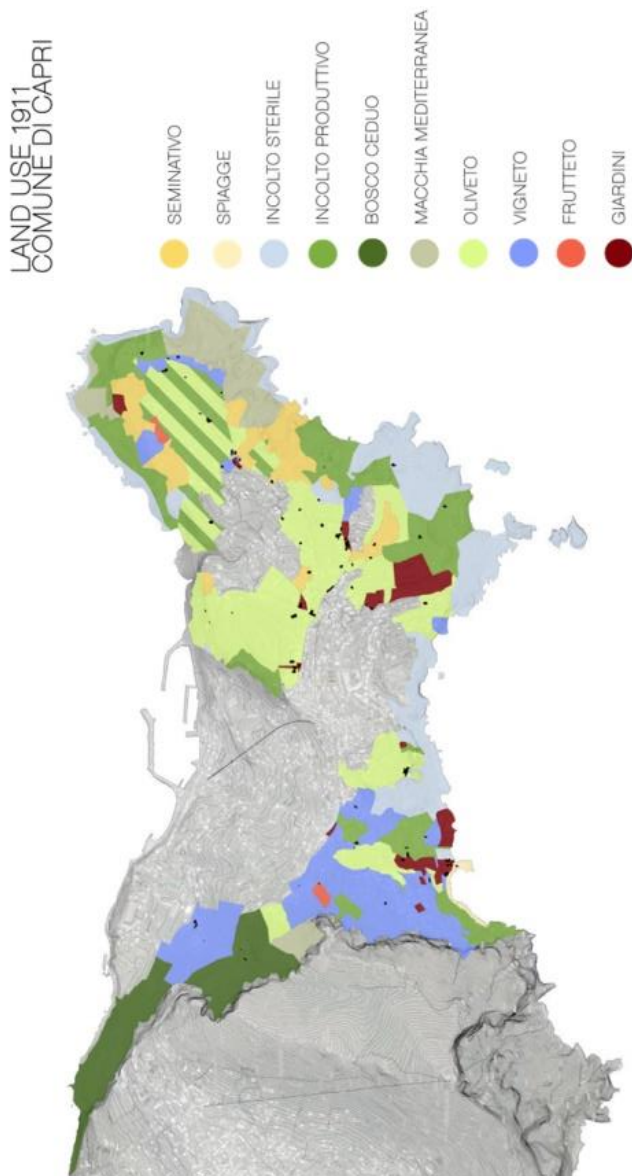 LAND USE 1911
COMUNE DI CAPRI
SEMINATIVO
SPIAGGE
INCOLTO STERILE
INCOLTO PRODUTTIVO
BOSCO CEDUO
MACCHIA MEDITERRANEA
OLIVETO
VIGNETO
FRUTTETO
GIARDINI